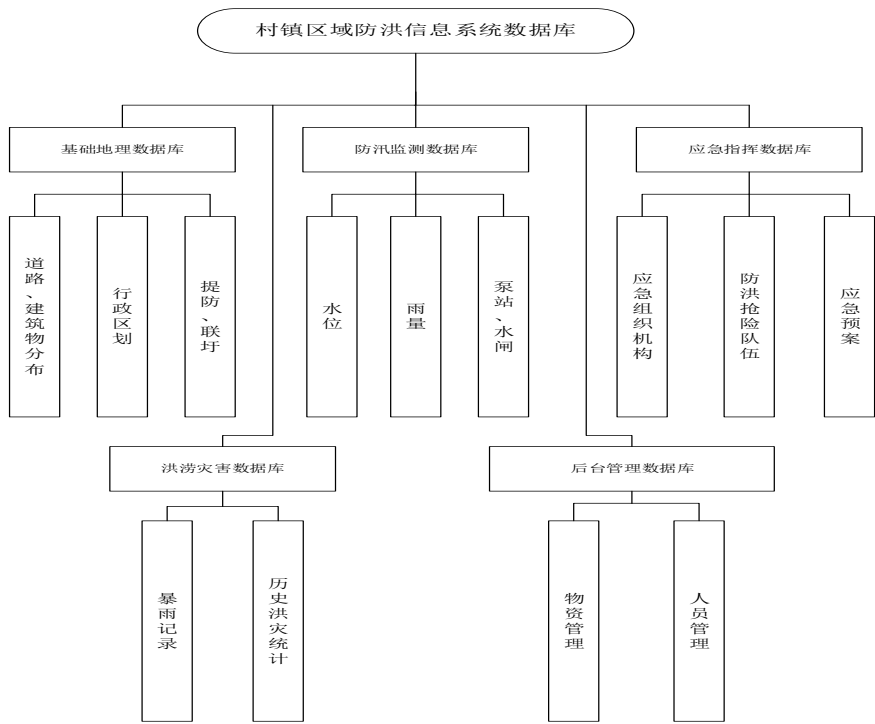 村镇区域防洪信息系统数据库
基础地理数据库
防汛监测数据库
应急指挥数据库
道路、建筑物分布
行政区划
提防、联圩
水位
雨量
泵站、水闸
应急组织机构
防洪抢险队伍
应急预案
洪涝灾害数据库
后台管理数据库
暴雨记录
历史洪灾统计
物资管理
人员管理